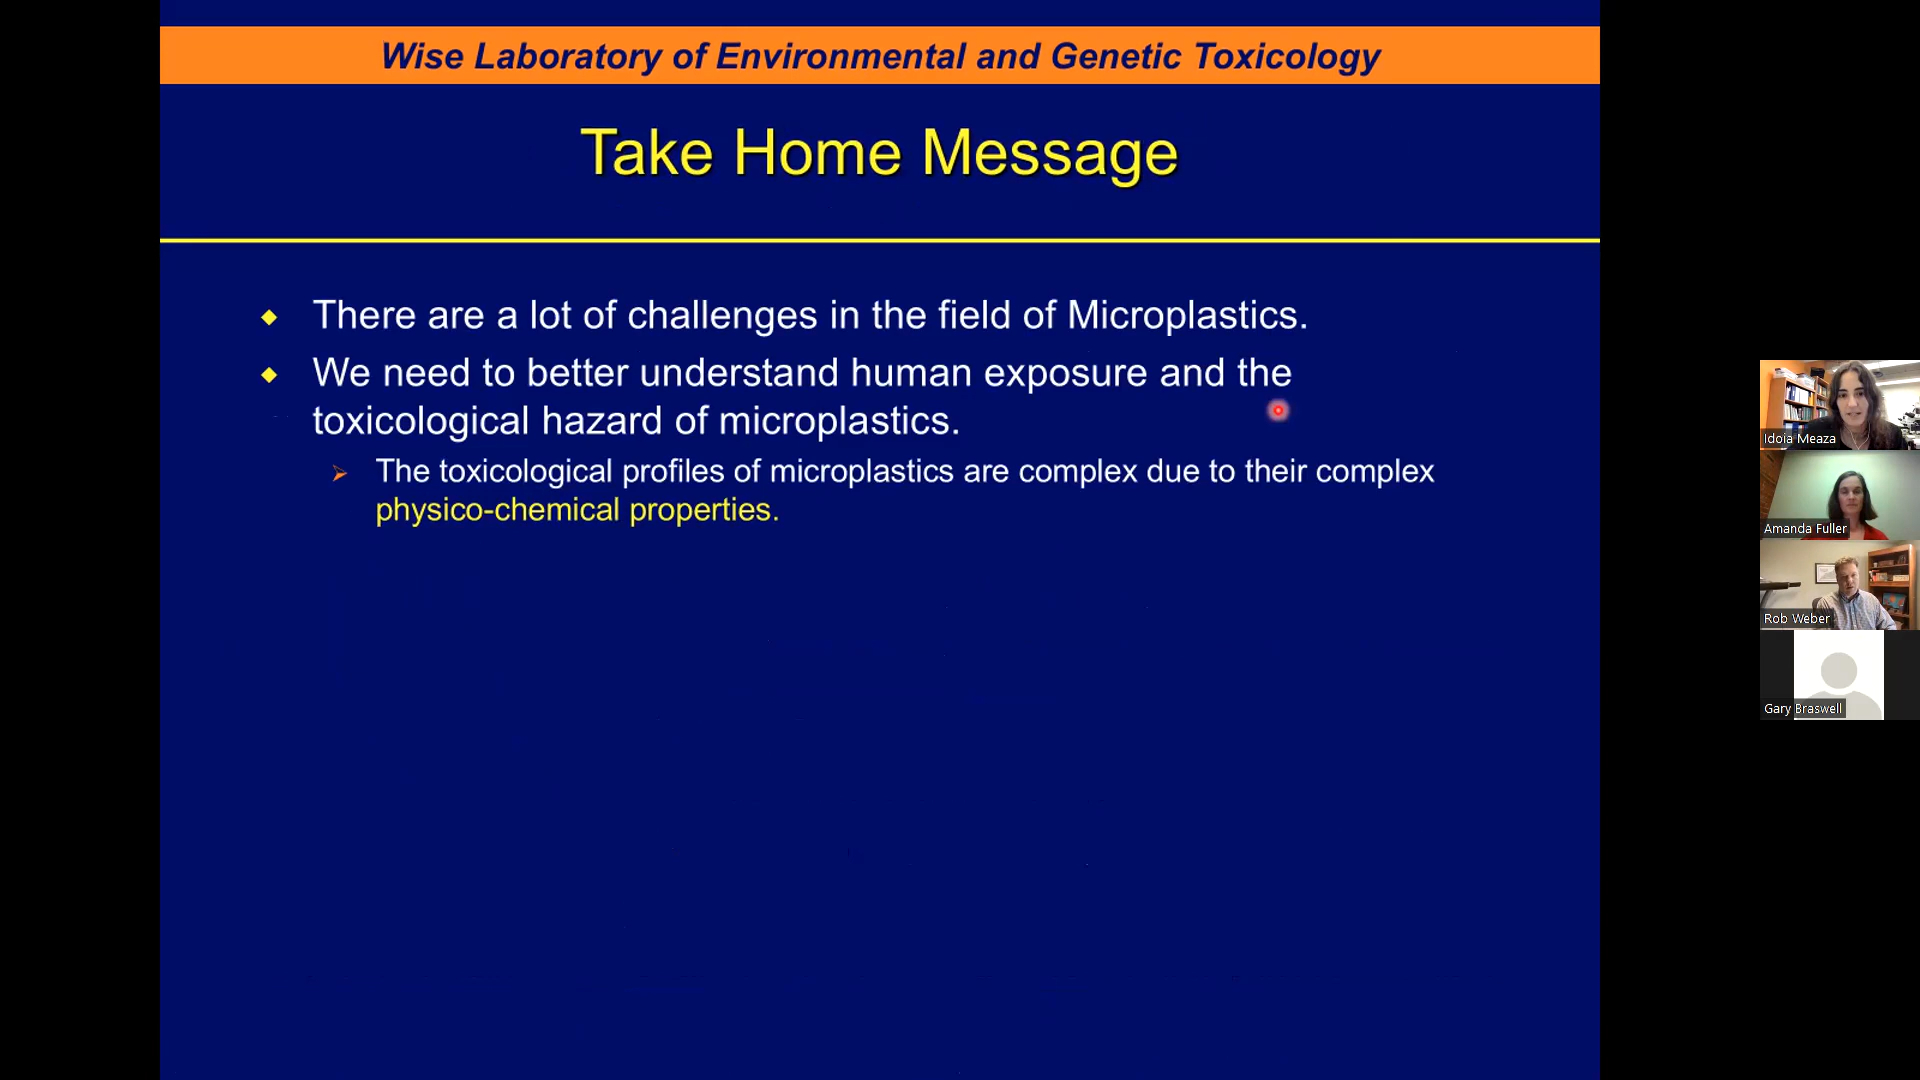 Wise Laboratory of Environmental and Genetic Toxicology
Take Home Message
There are a lot of challenges in the field of Microplastics.
We need to better understand human exposure and the
toxicological hazard of microplastics.
The toxicological profiles of microplastics are complex due to their complex
physico-chemical properties.
Idoia Meaza
Amanda Fuller
Rob Weber
Gary Braswell